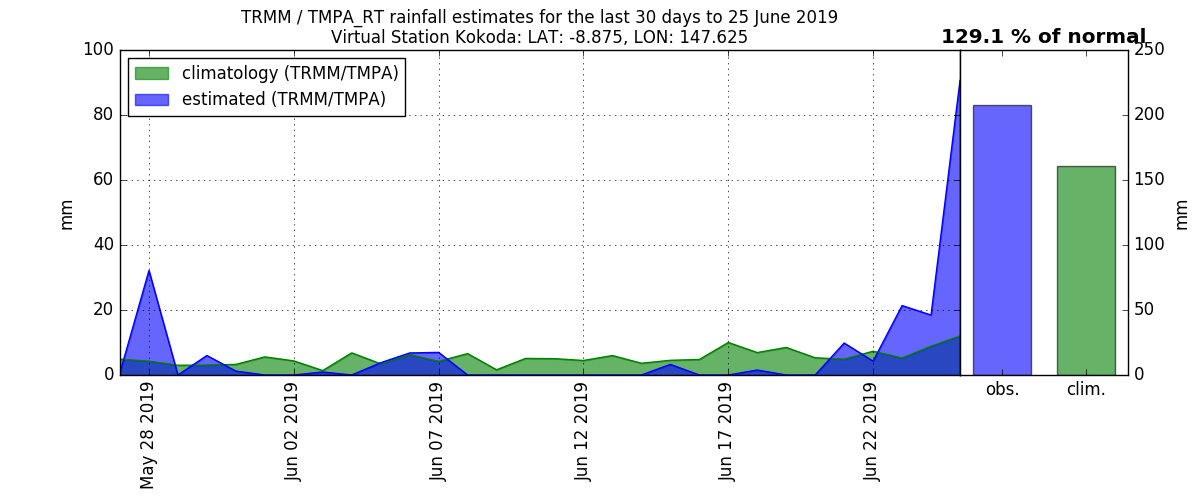 TRMM / TMPA_RT rainfall estimates for the last 30 days to 25 June 2019
Virtual Station Kokoda: LAT: -8.875, LON: 147.625
129.1 % of normal
climatology (TRMM/TMPA)
estimated (TRMM/TMPA)
100
80
60
40
20
0
mm
May 28 2019
Jun 02 2019
Jun 07 2019
Jun 12 2019
Jun 17 2019
Jun 22 2019
250
200
150
100
50
0
mm
obs.
clim.